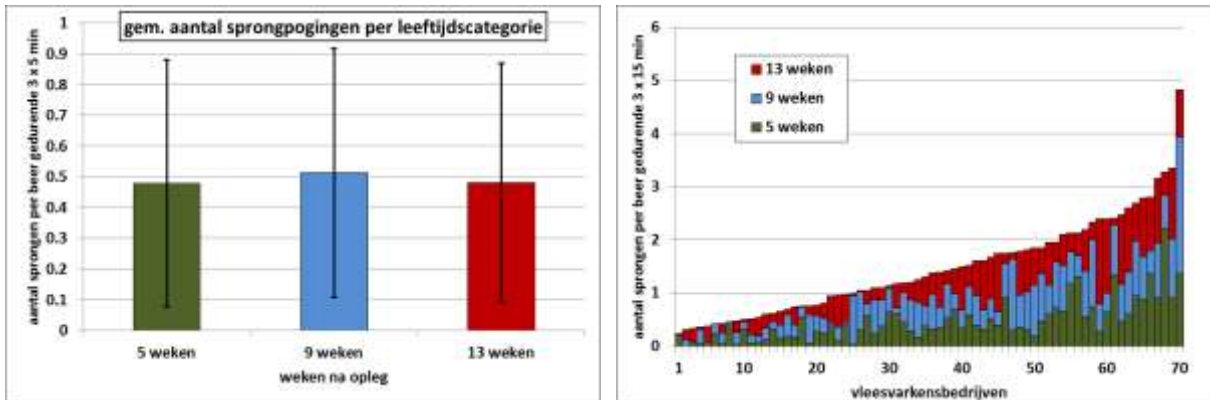 gem. aantal sprongpogingen per leeftijdscategorie
aantal sprongen per beer gedurende 3 x 5 min
1
0.9
0.8
0.7
0.6
0.5
0.4
0.3
0.2
0.1
0
5 weken
9 weken
13 weken
weken na opleg
aantal sprongen per beer gedurende 3 x 15 min
6
5
4
3
2
1
0
13 weken
9 weken
5 weken
1
10
20
30
40
50
60
70
vleesvarkensbedrijven